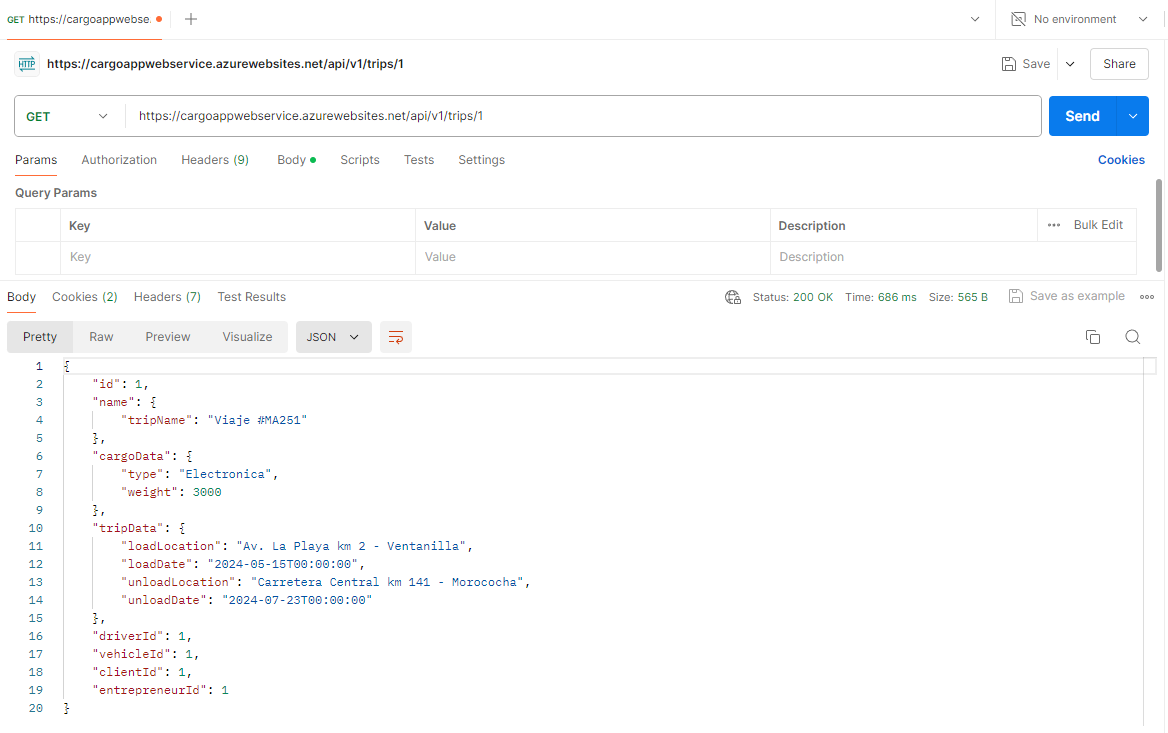 GET https://cargoappwebse. No environment
HTTP https://cargoappwebservice.azurewebsites.net/api/v1/trips/1 Save Share
GET https://cargoappwebservice.azurewebsites.net/api/v1/trips/1 Send
Params Authorization Headers (9) Body Scripts Tests Settings Cookies
Query Params
Key Value Description Bulk Edit
Key Value Description
Body Cookies (2) Headers (7) Test Results Status: 200 OK Time: 686 ms Size: 565 B Save as example
Pretty Raw Preview Visualize JSON
1 {
2 "id": 1,
3 "name": {
4 "tripName": "Viaje #MA251"
5 },
6 "cargoData": {
7 "type": "Electronica",
8 "weight": 3000
9 },
10 "tripData": {
11 "loadLocation": "Av. La Playa km 2 - Ventanilla",
12 "loadDate": "2024-05-15T00:00:00",
13 "unloadLocation": "Carretera Central km 141 - Morococha",
14 "unloadDate": "2024-07-23T00:00:00"
15 },
16 "driverId": 1,
17 "vehicleId": 1,
18 "clientId": 1,
19 "entrepreneurId": 1
20 }